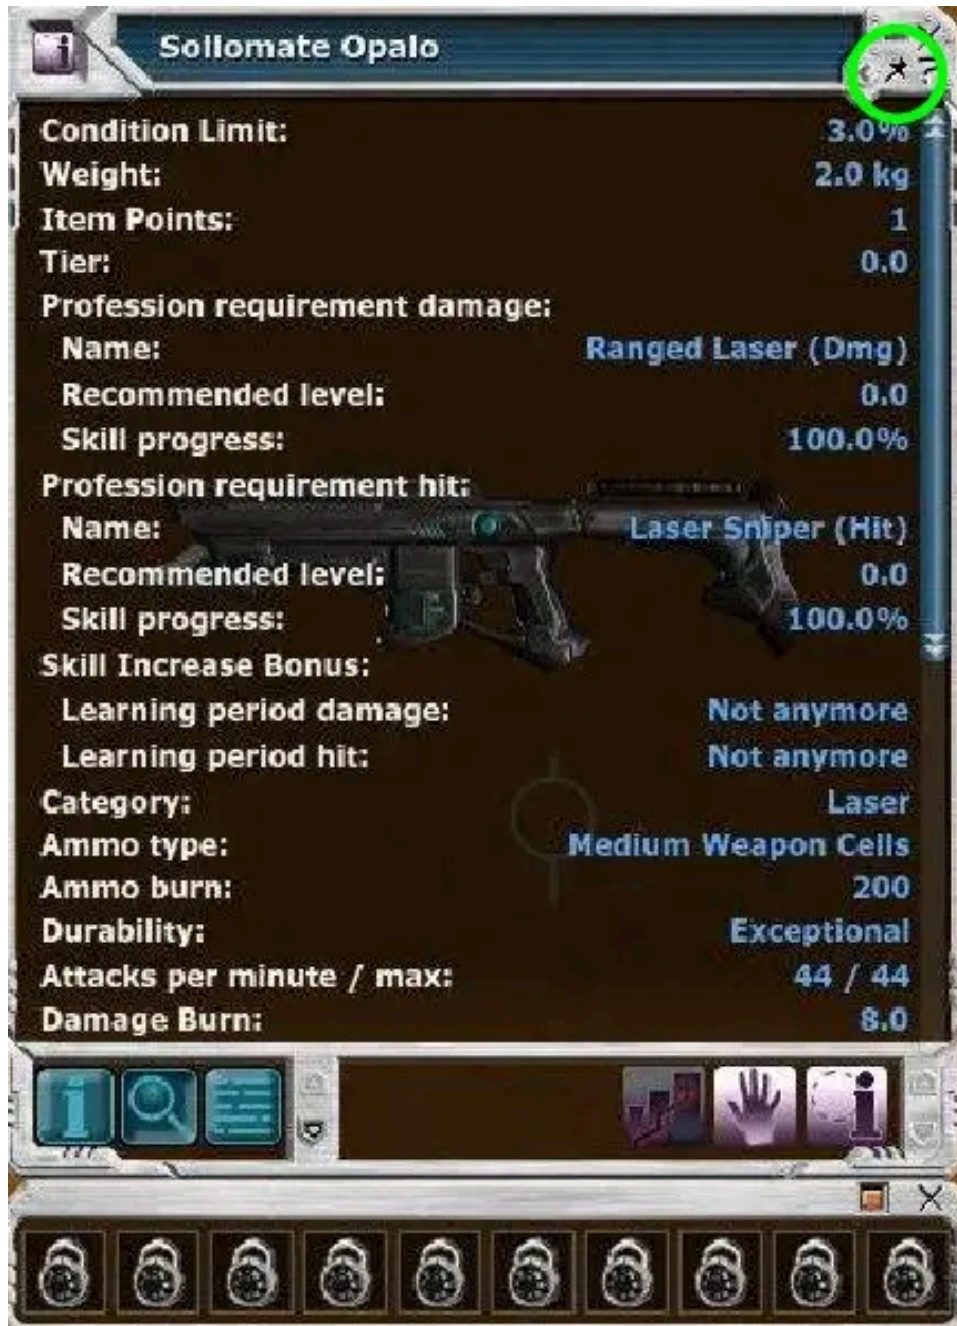 Sollomate Opalo
?
Condition Limit: 3.0%
Weight: 2.0 kg
Item Points: 1
Tier: 0.0
Profession requirement damage:
Name: Ranged Laser (Dmg)
Recommended level: 0.0
Skill progress: 100.0%
Profession requirement hit:
Name: Laser Sniper (Hit)
Recommended level: 0.0
Skill progress: 100.0%
Skill Increase Bonus:
Learning period damage: Not anymore
Learning period hit: Not anymore
Category: Laser
Ammo type: Medium Weapon Cells
Ammo burn: 200
Durability: Exceptional
Attacks per minute / max: 44 / 44
Damage Burn: 8.0